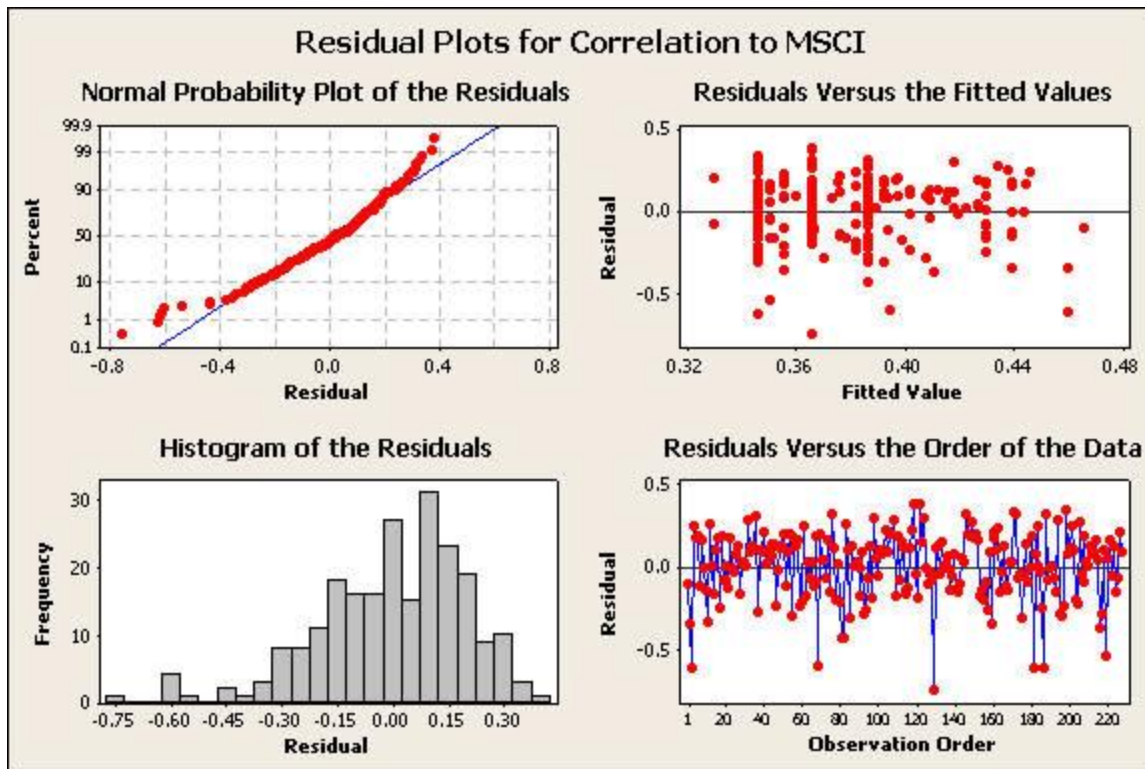 Residual Plots for Correlation to MSCI
Normal Probability Plot of the Residuals
99.9
99
90
50
10
1
0.1
Percent
-0.8 -0.4 0.0 0.4 0.8
Residual
Residuals Versus the Fitted Values
0.5
0.0
-0.5
Residual
0.32 0.36 0.40 0.44 0.48
Fitted Value
Histogram of the Residuals
30
20
10
0
Frequency
-0.75 -0.60 -0.45 -0.30 -0.15 0.00 0.15 0.30
Residual
Residuals Versus the Order of the Data
0.5
0.0
-0.5
Residual
1 20 40 60 80 100 120 140 160 180 200 220
Observation Order